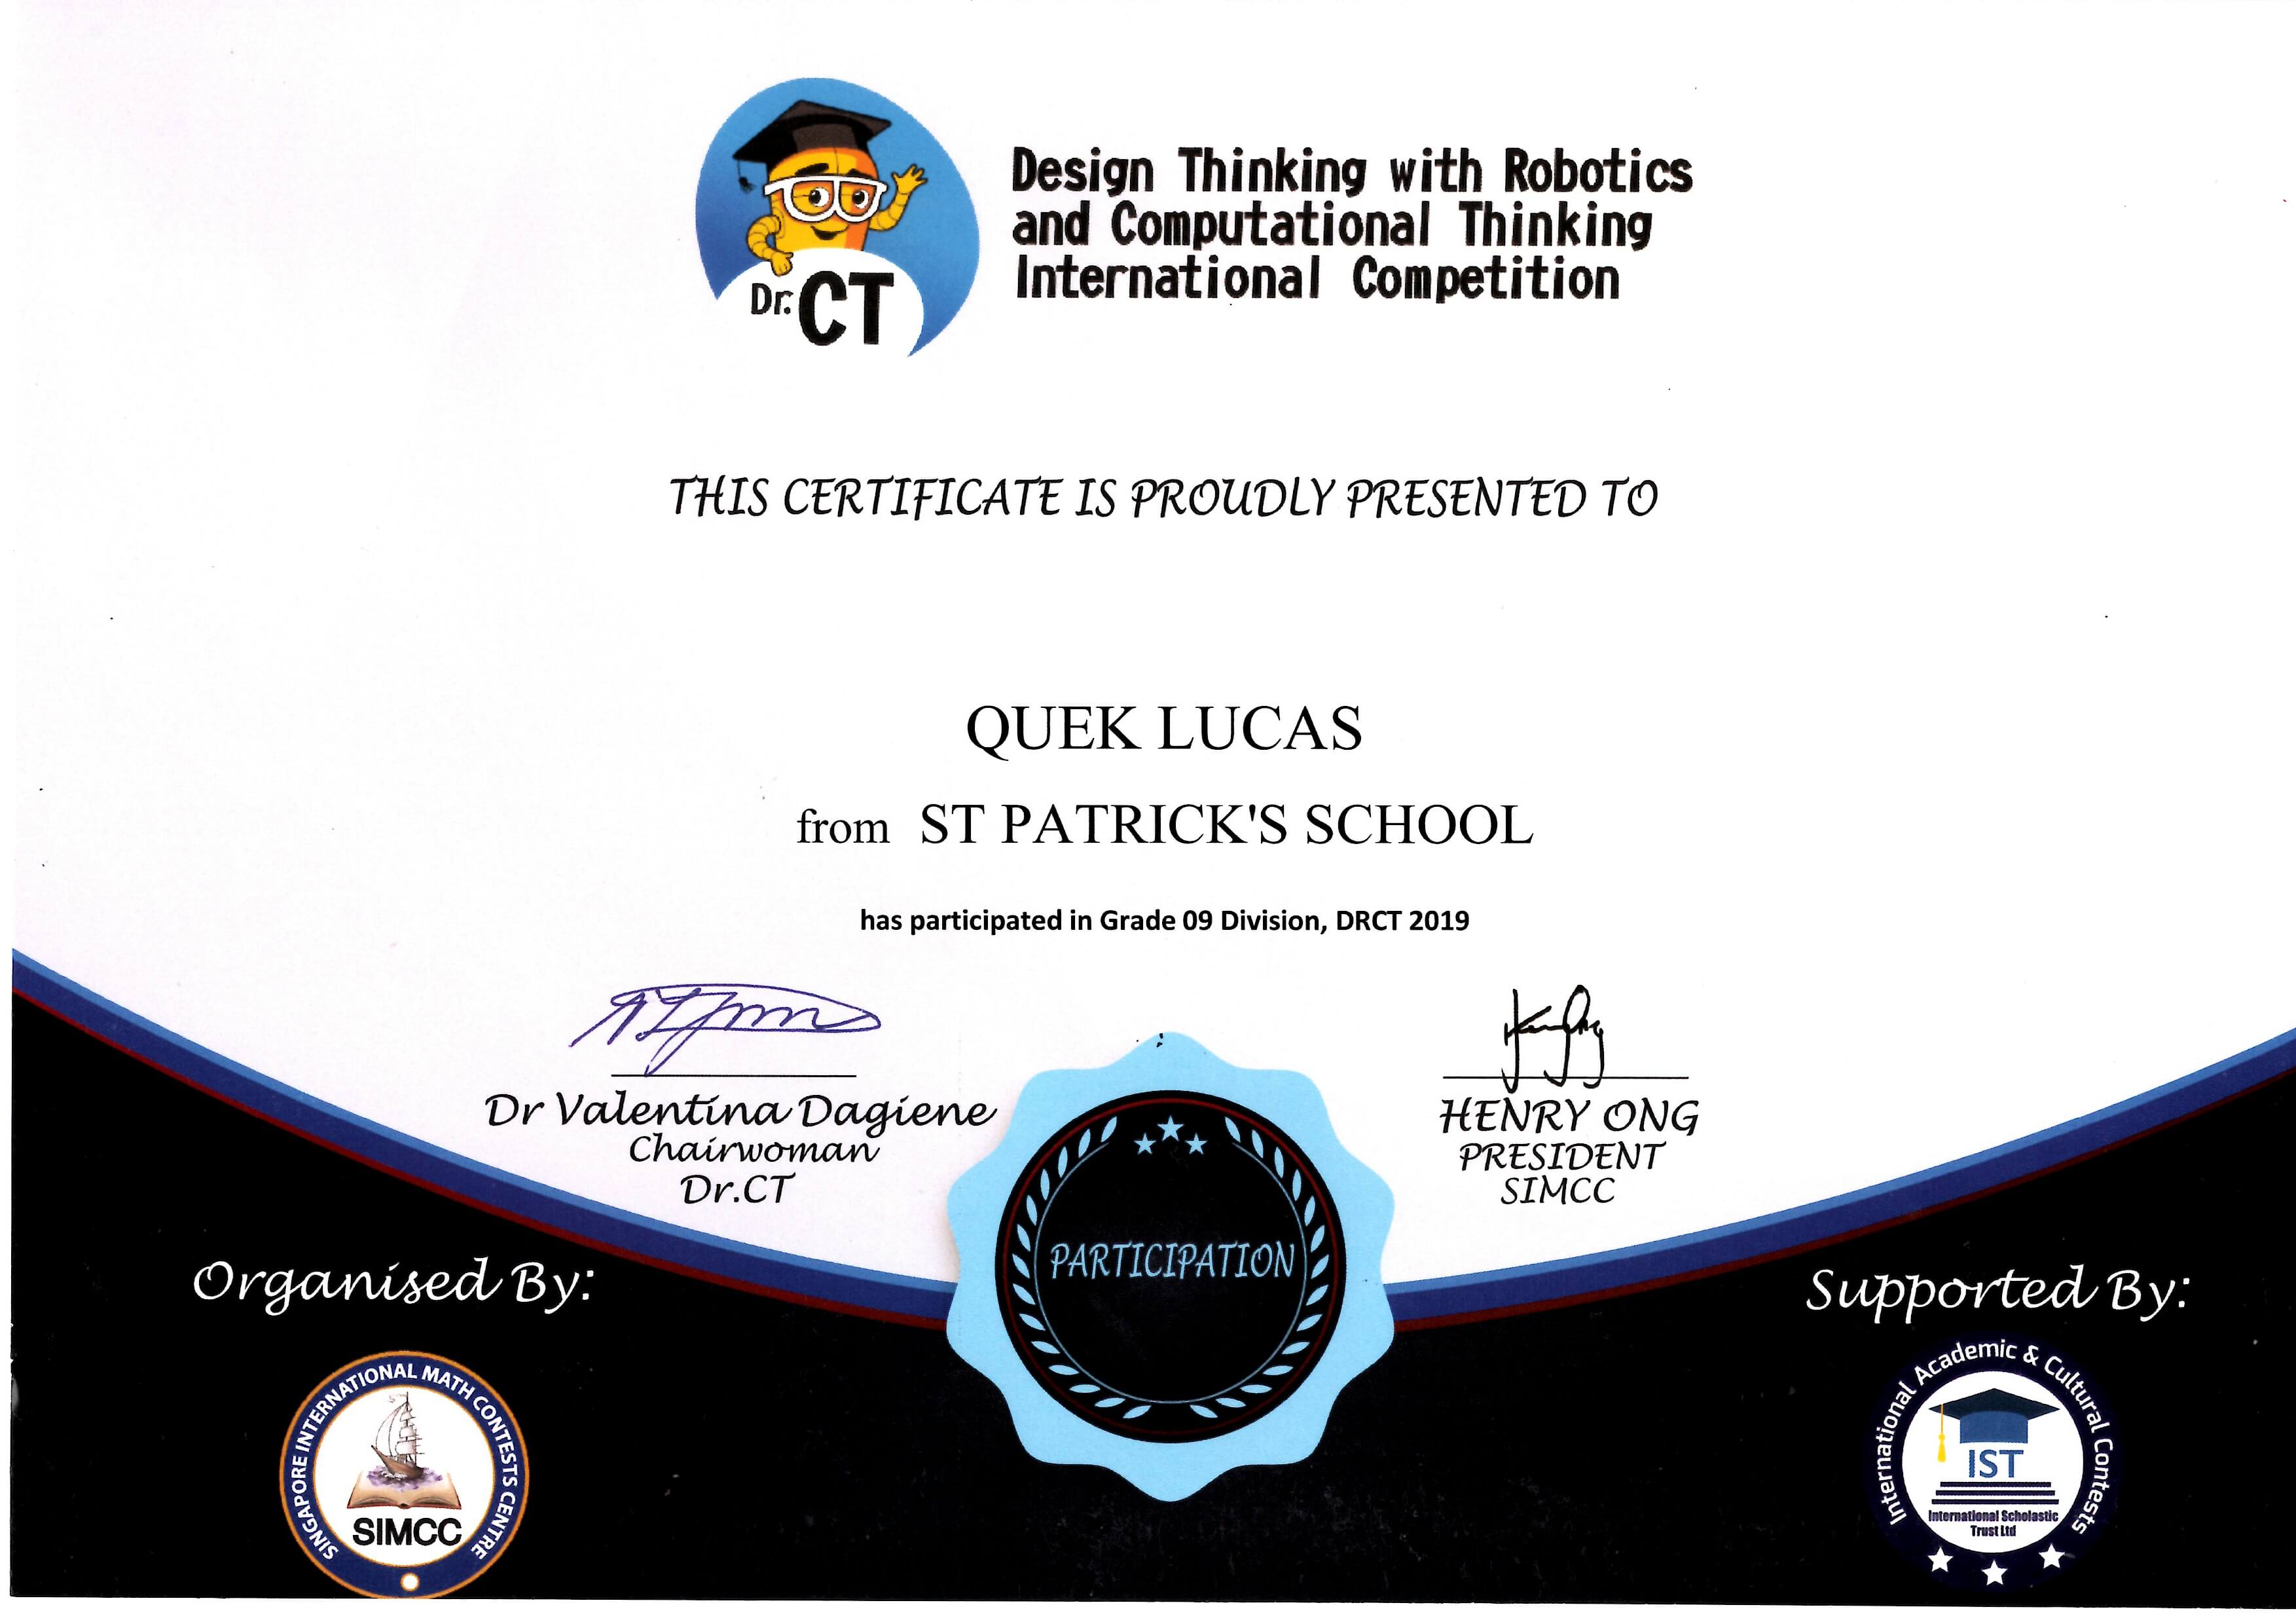 Dr. CT
Design Thinking with Robotics
and Computational Thinking
International Competition
THIS CERTIFICATE IS PROUDLY PRESENTED TO
QUEK LUCAS
from ST PATRICK'S SCHOOL
has participated in Grade 09 Division, DRCT 2019
Dr Valentina Dagiene
Chairwoman
Dr.CT
HENRY ONG
PRESIDENT
SIMCC
PARTICIPATION
Organised By:
SINGAPORE INTERNATIONAL MATH CONTESTS CENTRE
SIMCC
Supported By:
International Academic & Cultural Contests
IST
International Scholastic
Trust Ltd